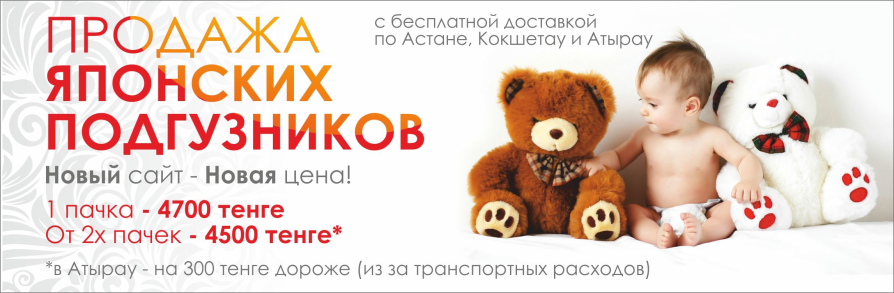 ПРОДАЖА
ЯПОНСКИХ
ПОДГУЗНИКОВ
с бесплатной доставкой
по Астане, Кокшетау и Атырау
Новый сайт - Новая цена!
1 пачка - 4700 тенге
От 2х пачек - 4500 тенге*
*в Атырау - на 300 тенге дороже (из за транспортных расходов)